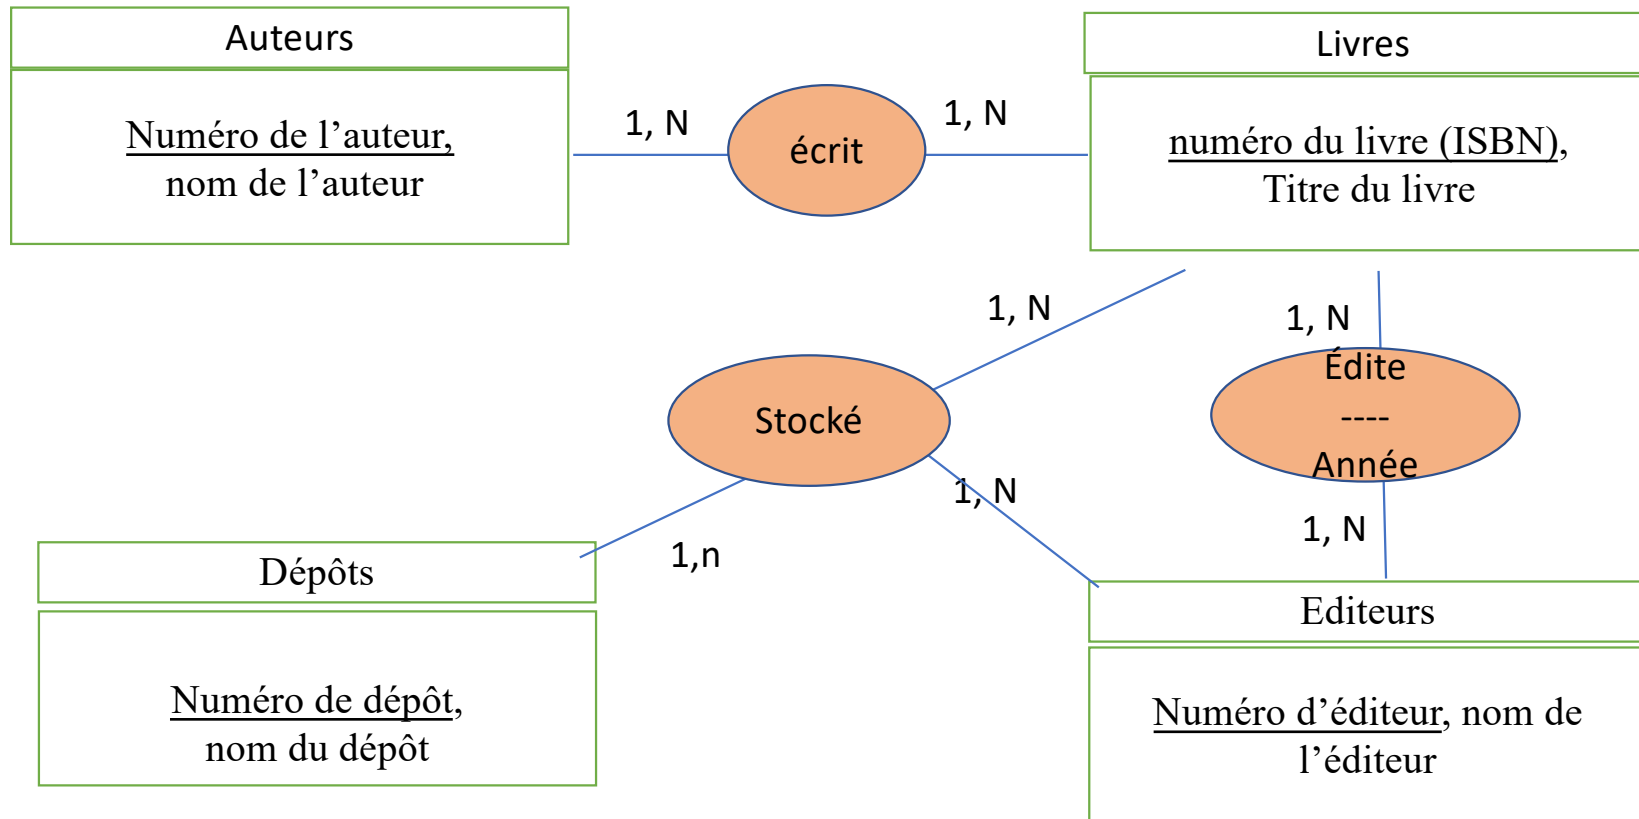 Auteurs
Numéro de l’auteur,
nom de l’auteur
1, N
écrit
1, N
Livres
numéro du livre (ISBN),
Titre du livre
1, N
1, N
Stocké
Édite
----
Année
1, N
1,n
1, N
Dépôts
Numéro de dépôt,
nom du dépôt
Editeurs
Numéro d’éditeur, nom de
l’éditeur